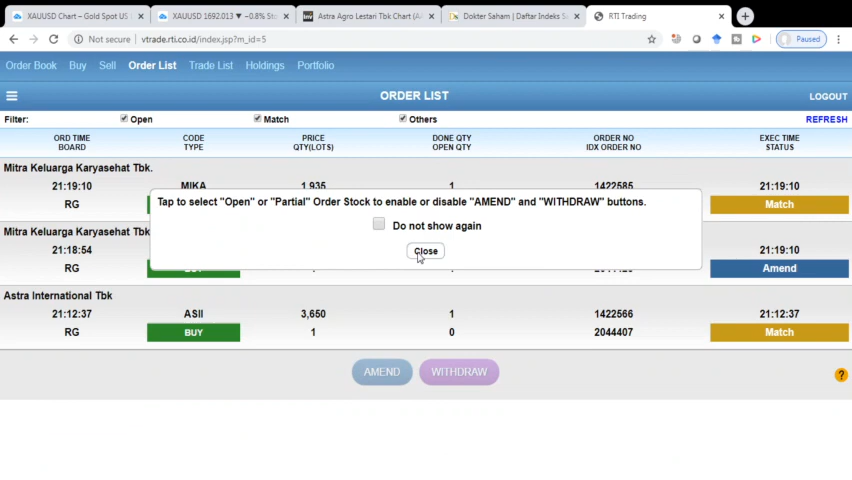 XAUUSD Chart – Gold Spot US
XAUUSD 1692.013 ▼ −0.8% Sto
Astra Agro Lestari Tbk Chart (AA
Dokter Saham | Daftar Indeks S
RTI Trading
Not secure | vtrade.rti.co.id/index.jsp?m_id=5
Paused
Order Book Buy Sell Order List Trade List Holdings Portfolio
ORDER LIST
LOGOUT
Filter: Open Match Others REFRESH
ORD TIME CODE PRICE DONE QTY ORDER NO EXEC TIME
BOARD TYPE QTY(LOTS) OPEN QTY IDX ORDER NO STATUS
Mitra Keluarga Karyasehat Tbk.
21:19:10 MIKA 1,935 1 1422585 21:19:10
RG Match
Tap to select "Open" or "Partial" Order Stock to enable or disable "AMEND" and "WITHDRAW" buttons.
Do not show again
Close
Mitra Keluarga Karyasehat Tbk
21:18:54 21:19:10
RG Amend
Astra International Tbk
21:12:37 ASII 3,650 1 1422566 21:12:37
RG BUY 1 0 2044407 Match
AMEND WITHDRAW
?